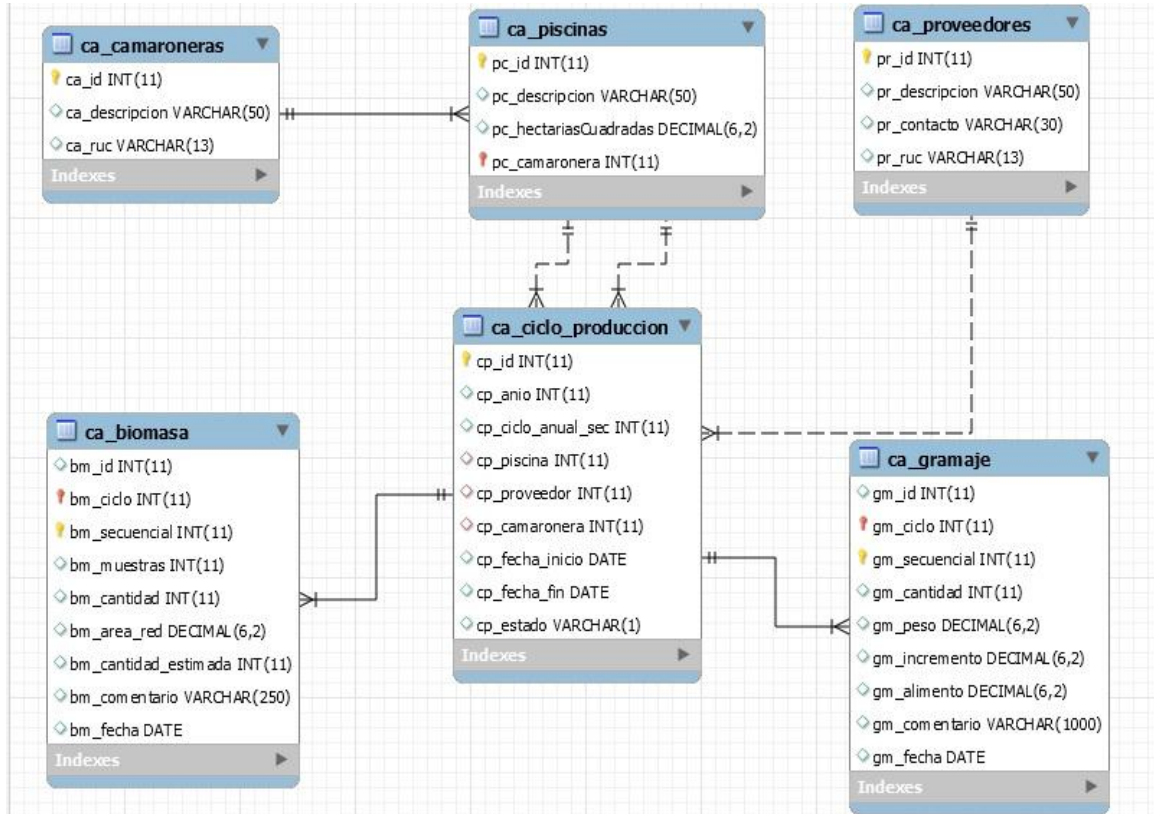 ca_camaroneras
ca_id INT(11)
ca_descripcion VARCHAR(50)
ca_ruc VARCHAR(13)
Indexes
ca_piscinas
pc_id INT(11)
pc_descripcion VARCHAR(50)
pc_hectariasCuadradas DECIMAL(6,2)
pc_camaronera INT(11)
Indexes
ca_proveedores
pr_id INT(11)
pr_descripcion VARCHAR(50)
pr_contacto VARCHAR(30)
pr_ruc VARCHAR(13)
Indexes
ca_ciclo_produccion
cp_id INT(11)
cp_anio INT(11)
cp_ciclo_anual_sec INT(11)
cp_piscina INT(11)
cp_proveedor INT(11)
cp_camaronera INT(11)
cp_fecha_inicio DATE
cp_fecha_fin DATE
cp_estado VARCHAR(1)
Indexes
ca_biomasa
bm_id INT(11)
bm_ciclo INT(11)
bm_secuencial INT(11)
bm_muestras INT(11)
bm_cantidad INT(11)
bm_area_red DECIMAL(6,2)
bm_cantidad_estimada INT(11)
bm_comentario VARCHAR(250)
bm_fecha DATE
Indexes
ca_gramaje
gm_id INT(11)
gm_ciclo INT(11)
gm_secuencial INT(11)
gm_cantidad INT(11)
gm_peso DECIMAL(6,2)
gm_incremento DECIMAL(6,2)
gm_alimento DECIMAL(6,2)
gm_comentario VARCHAR(1000)
gm_fecha DATE
Indexes